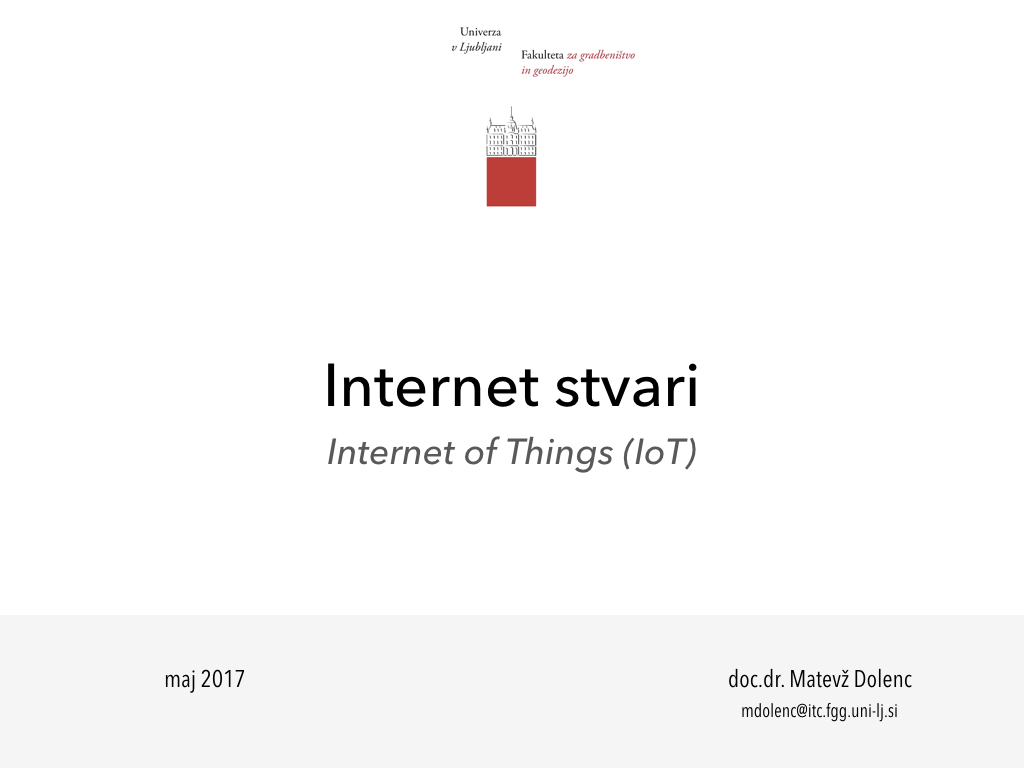 Univerza
v Ljubljani
Fakulteta za gradbeništvo
in geodezijo
Internet stvari
Internet of Things (IoT)
maj 2017
doc.dr. Matevž Dolenc
mdolenc@itc.fgg.uni-lj.si